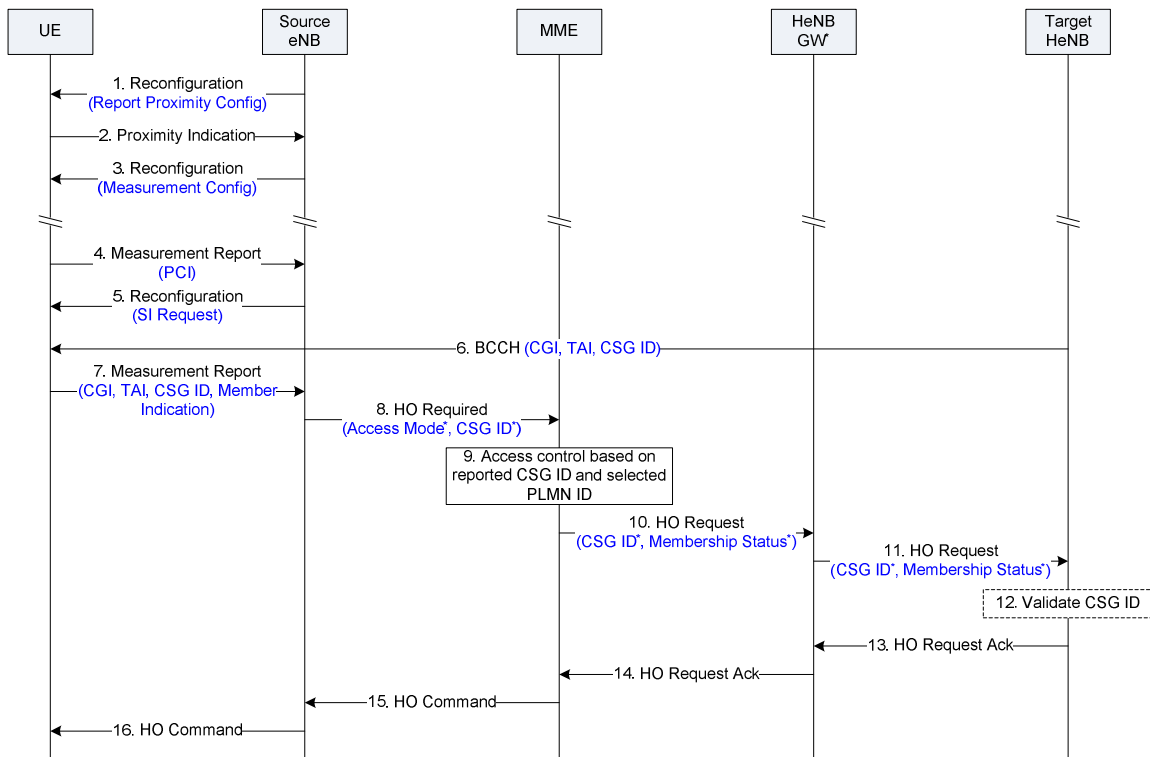 UE
Source
eNB
MME
HeNB
GW*
Target
HeNB
1. Reconfiguration
(Report Proximity Config)
2. Proximity Indication
3. Reconfiguration
(Measurement Config)
4. Measurement Report
(PCI)
5. Reconfiguration
(SI Request)
6. BCCH (CGI, TAI, CSG ID)
7. Measurement Report
(CGI, TAI, CSG ID, Member
Indication)
8. HO Required
(Access Mode*, CSG ID*)
9. Access control based on
reported CSG ID and selected
PLMN ID
10. HO Request
(CSG ID*, Membership Status*)
11. HO Request
(CSG ID*, Membership Status*)
12. Validate CSG ID
13. HO Request Ack
14. HO Request Ack
15. HO Command
16. HO Command